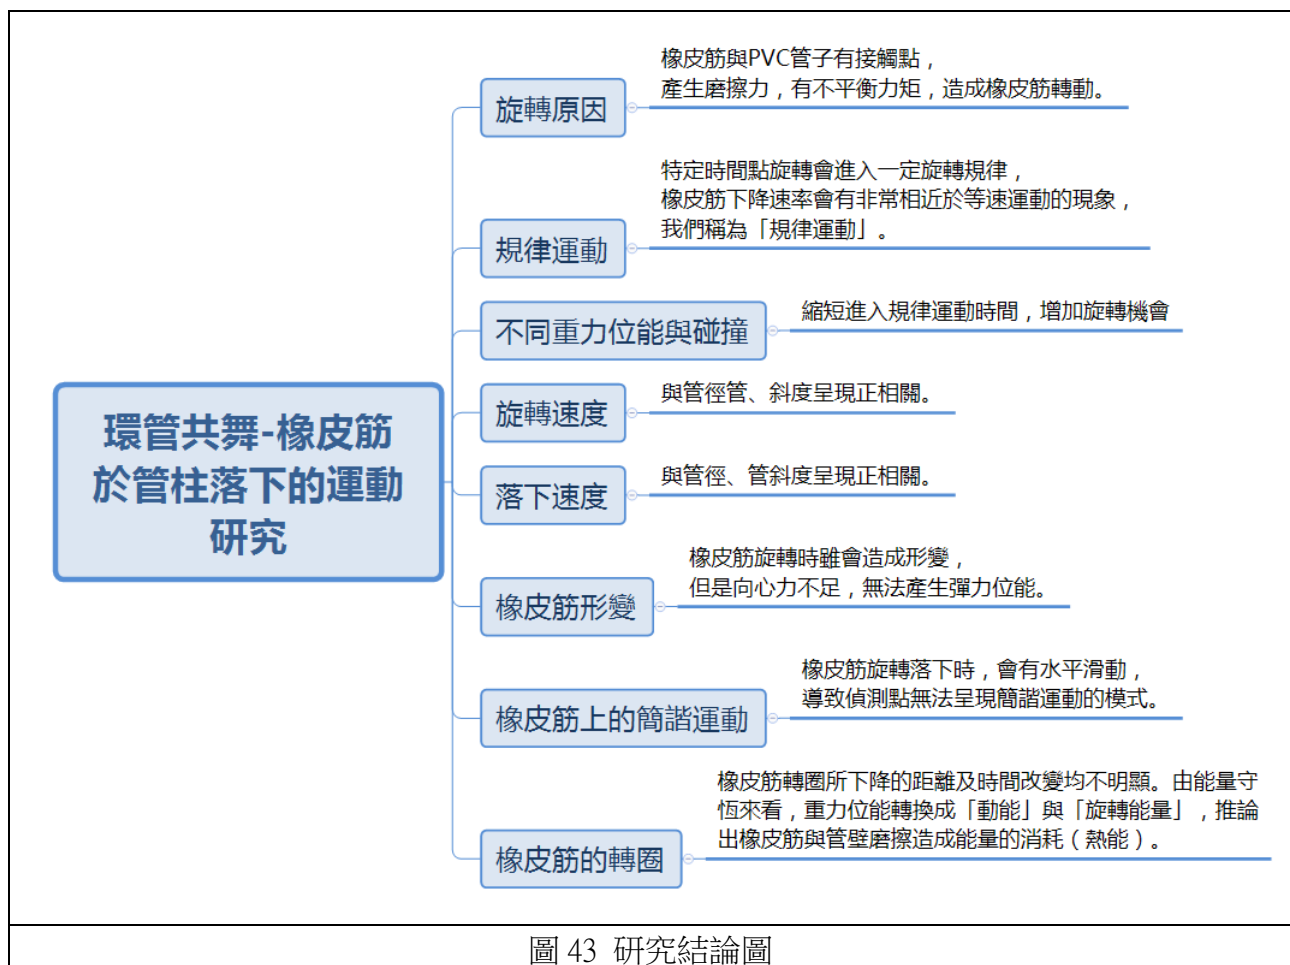 橡皮筋與PVC管子有接觸點，
產生磨擦力，有不平衡力矩，造成橡皮筋轉動。
旋轉原因
特定時間點旋轉會進入一定旋轉規律，
橡皮筋下降速率會有非常相近於等速運動的現象，
我們稱為「規律運動」。
規律運動
縮短進入規律運動時間，增加旋轉機會
不同重力位能與碰撞
與管徑管、斜度呈現正相關。
旋轉速度
環管共舞-橡皮筋
於管柱落下的運動
研究
與管徑、管斜度呈現正相關。
落下速度
橡皮筋旋轉時雖會造成形變，
但是向心力不足，無法產生彈力位能。
橡皮筋形變
橡皮筋旋轉落下時，會有水平滑動，
導致偵測點無法呈現簡諧運動的模式。
橡皮筋上的簡諧運動
橡皮筋轉圈所下降的距離及時間改變均不明顯。由能量守
恆來看，重力位能轉換成「動能」與「旋轉能量」，推論
出橡皮筋與管壁磨擦造成能量的消耗（熱能）。
橡皮筋的轉圈
圖 43 研究結論圖